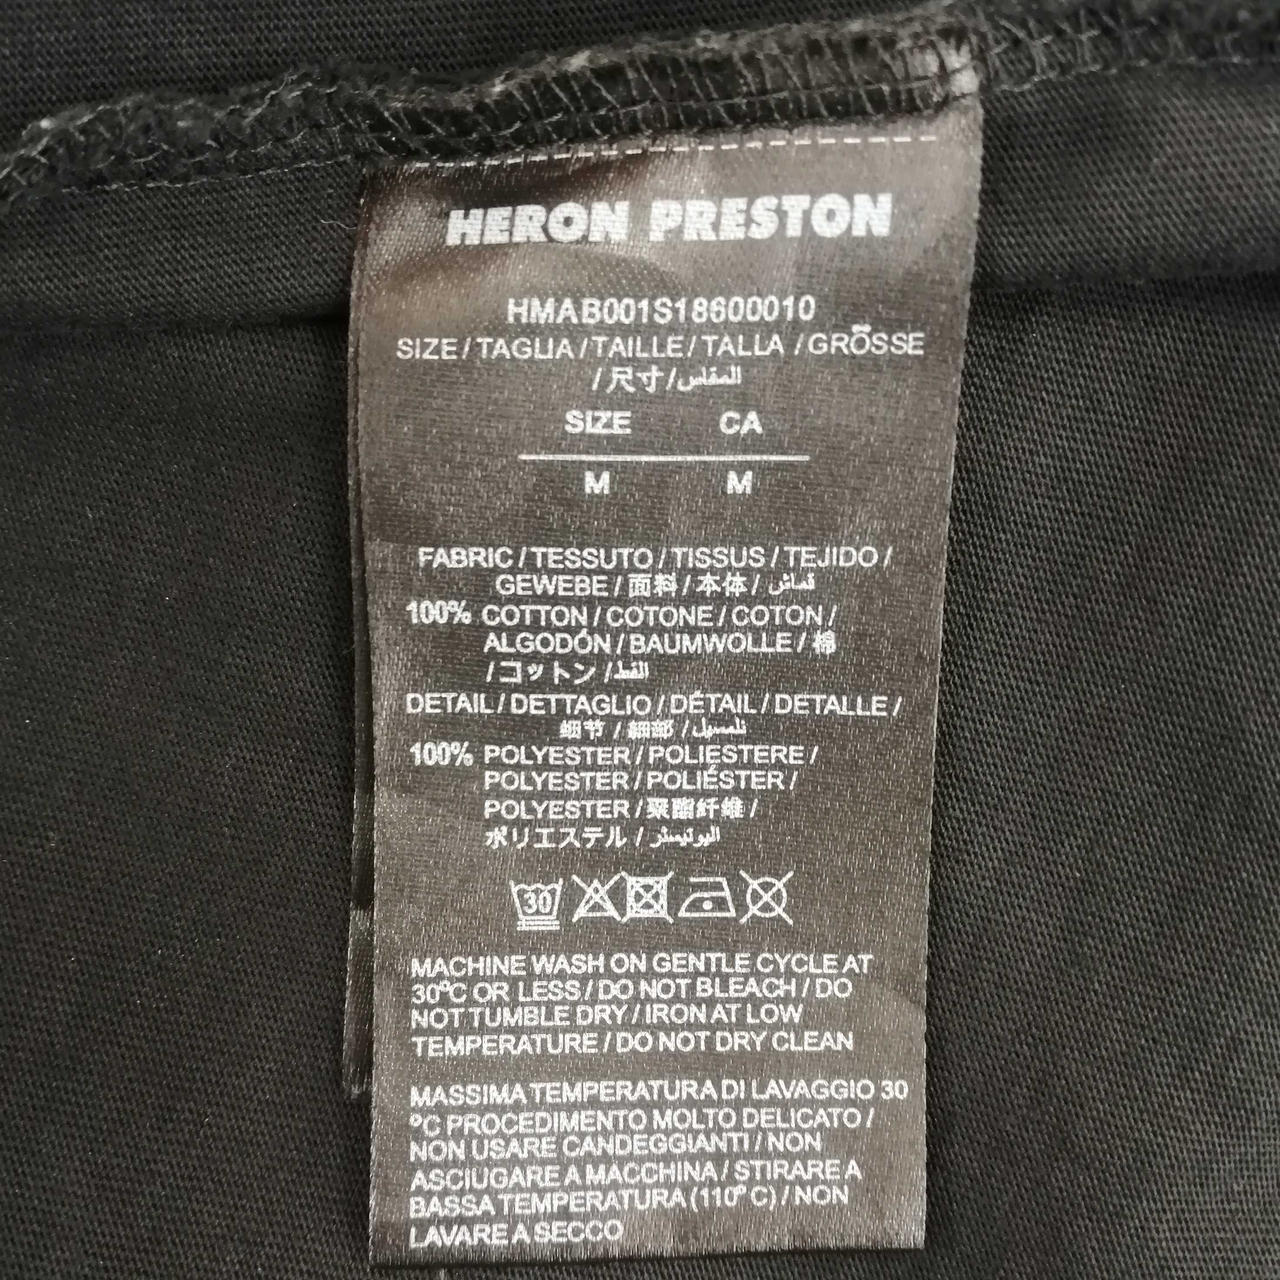 HERON PRESTON
HMAB001S18600010
SIZE/TAGLIA/TAILLE/TALLA/GRÖSSE
/尺寸/المقاس
SIZE CA
M M
FABRIC/TESSUTO/TISSUS/TEJIDO/
GEWEBE/面料/本体/قماش
100% COTTON/COTONE/COTON/
ALGODÓN/BAUMWOLLE/棉
/コットン/القط
DETAIL/DETTAGLIO/DÉTAIL/DETALLE/
细节/細部/
100% POLYESTER/POLIESTERE/
POLYESTER/POLIÉSTER/
POLYESTER/聚酯纤维/
ポリエステル/
30
MACHINE WASH ON GENTLE CYCLE AT
30ºC OR LESS/DO NOT BLEACH/DO
NOT TUMBLE DRY/IRON AT LOW
TEMPERATURE/DO NOT DRY CLEAN
MASSIMA TEMPERATURA DI LAVAGGIO 30
ºC PROCEDIMENTO MOLTO DELICATO/
NON USARE CANDEGGIANTI/NON
ASCIUGARE A MACCHINA/STIRARE A
BASSA TEMPERATURA (110º C)/NON
LAVARE A SECCO